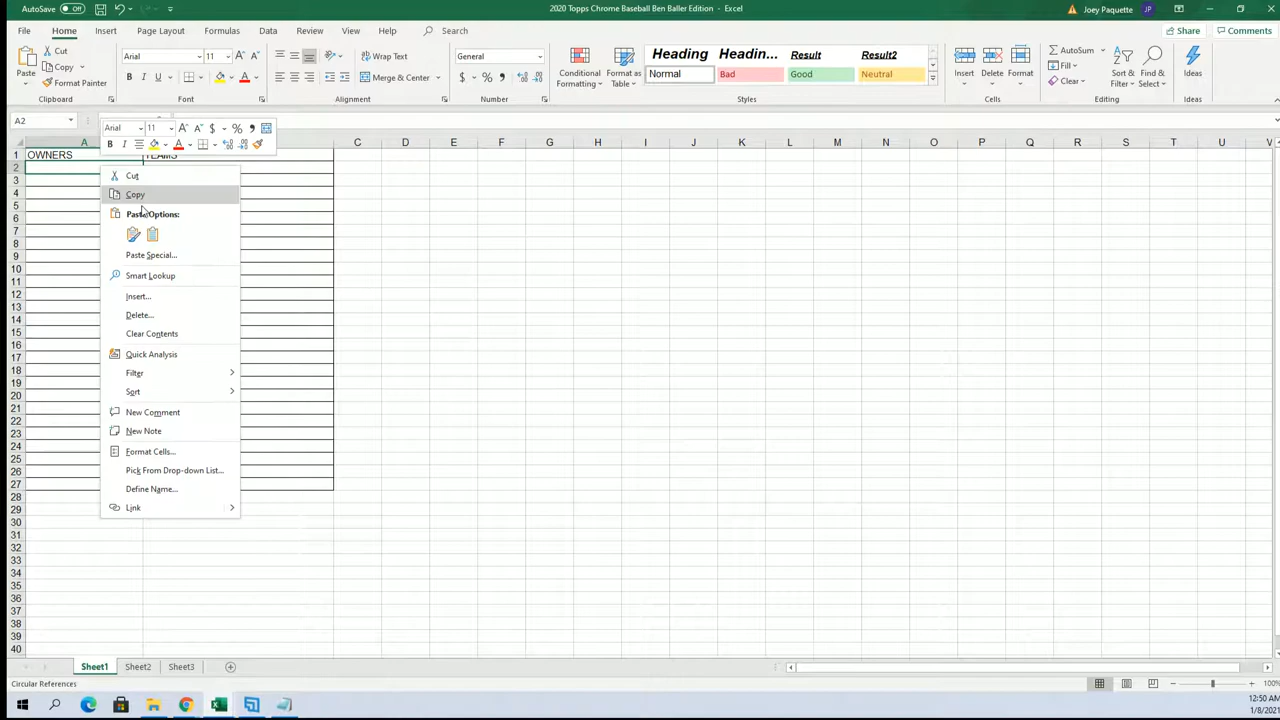 AutoSave Off 2020 Topps Chrome Baseball Ben Baller Edition - Excel Joey Paquette JP
File Home Insert Page Layout Formulas Data Review View Help Search Share Comments
Paste Cut Copy Format Painter Clipboard
Arial 11 B I U A A A Font
Wrap Text Merge & Center Alignment
General $ % , Number
Conditional Formatting Format as Table
Heading Headin... Result Result2
Normal Bad Good Neutral
Styles
Insert Delete Format Cells
AutoSum Fill Clear Sort & Filter Find & Select Editing
Ideas Ideas
A2
Arial 11 A A $ % ,
B I A
A C D E F G H I J K L M N O P Q R S T U V
1 OWNERS TEAMS
2
3
4
5
6
7
8
9
10
11
12
13
14
15
16
17
18
19
20
21
22
23
24
25
26
27
28
29
30
31
32
33
34
35
36
37
38
39
40
Cut
Copy
Paste Options:
Paste Special...
Smart Lookup
Insert...
Delete...
Clear Contents
Quick Analysis
Filter
Sort
New Comment
New Note
Format Cells...
Pick From Drop-down List...
Define Name...
Link
Sheet1 Sheet2 Sheet3
Circular References 100%
12:50 AM
1/8/2021